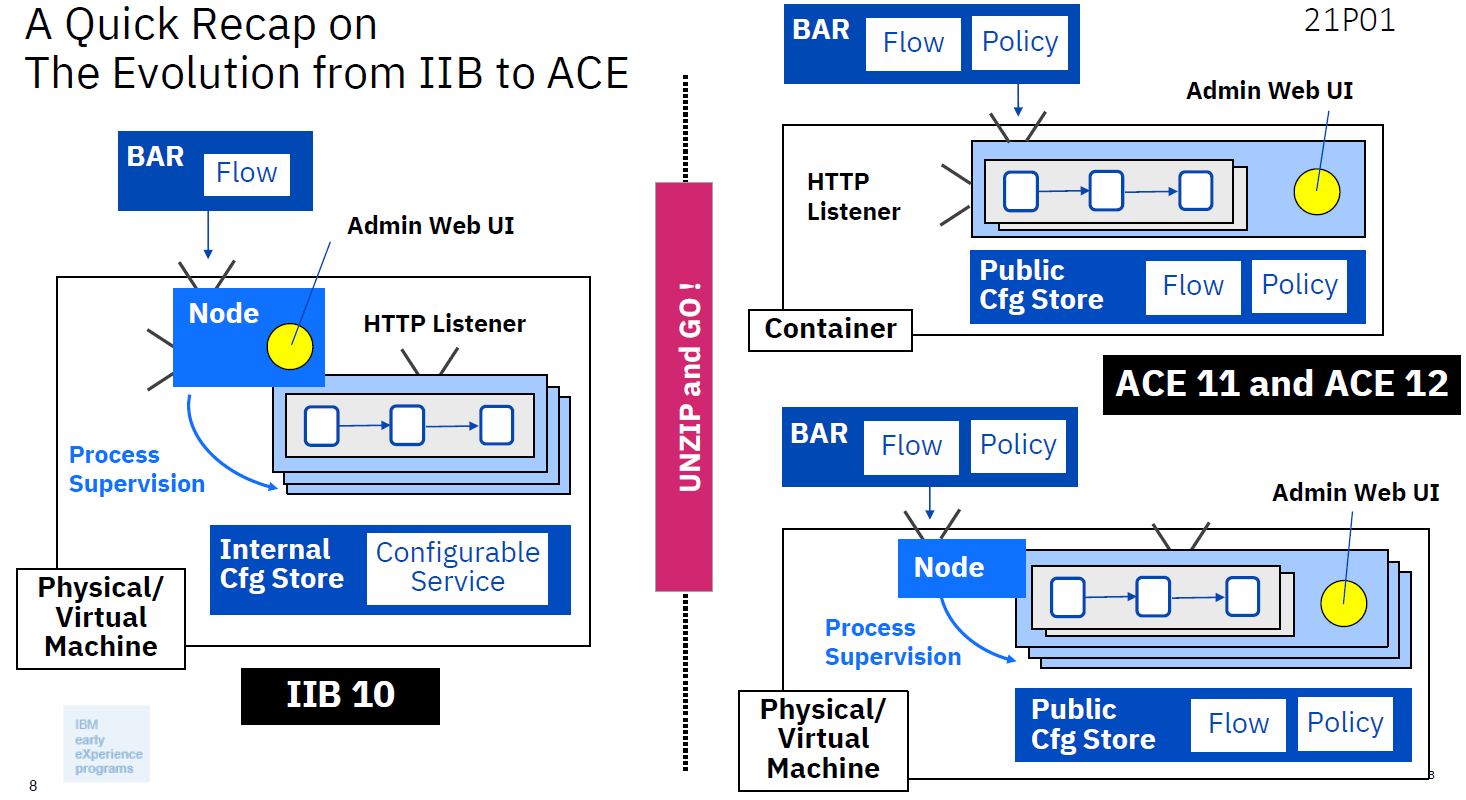 A Quick Recap on
The Evolution from IIB to ACE
BAR
Flow
Admin Web UI
Node
HTTP Listener
Process
Supervision
Internal
Cfg Store
Configurable
Service
Physical/
Virtual
Machine
IIB 10
IBM
early
eXperience
programs
8
UNZIP and GO !
21P01
BAR
Flow
Policy
Admin Web UI
HTTP
Listener
Public
Cfg Store
Flow
Policy
Container
ACE 11 and ACE 12
BAR
Flow
Policy
Admin Web UI
Node
Process
Supervision
Public
Cfg Store
Flow
Policy
Physical/
Virtual
Machine
8